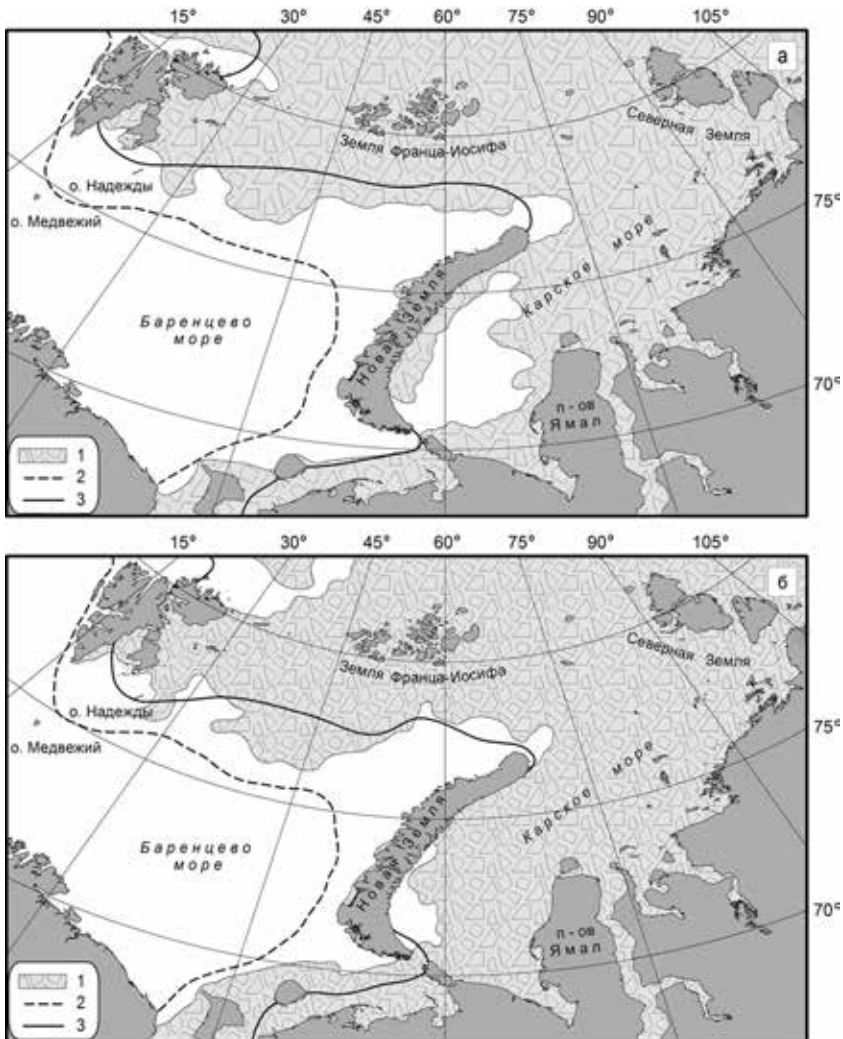 15° 30° 45° 60° 75° 90° 105°
а
Северная Земля
Земля Франца-Иосифа
75°
о. Надежды
о. Медвежий
Карское море
Новая Земля
Баренцево
море
70°
п-ов
Ямал
1
2
3
15° 30° 45° 60° 75° 90° 105°
б
Северная Земля
Земля Франца-Иосифа
75°
о. Надежды
о. Медвежий
Карское море
Новая Земля
Баренцево
море
70°
п-ов
Ямал
1
2
3